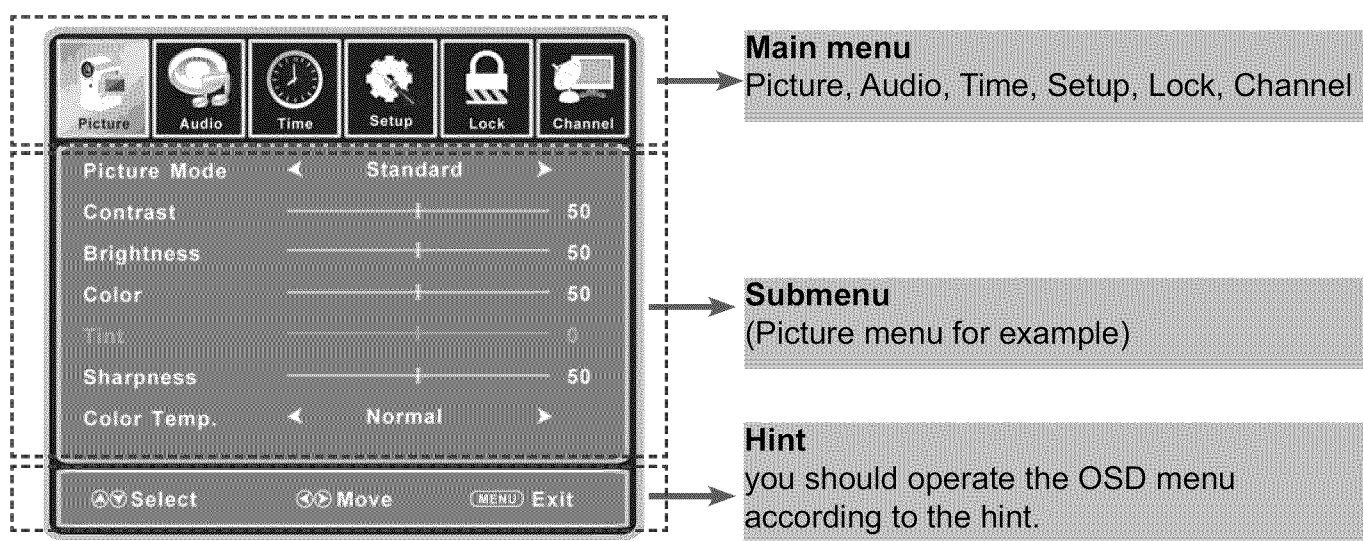 Picture Audio Time Setup Lock Channel
Picture Mode Standard
Contrast 50
Brightness 50
Color 50
Tint 0
Sharpness 50
Color Temp. Normal
Select Move MENU Exit
Main menu
Picture, Audio, Time, Setup, Lock, Channel
Submenu
(Picture menu for example)
Hint
you should operate the OSD menu
according to the hint.